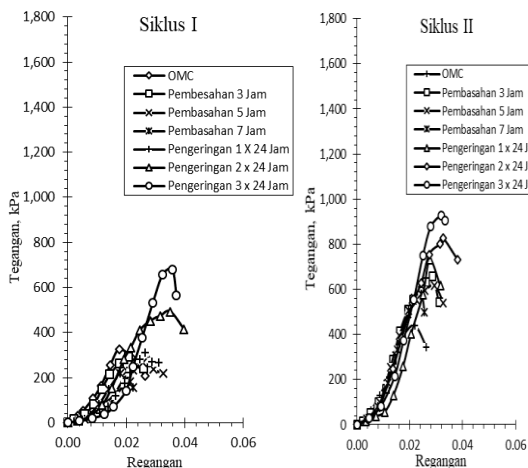 Siklus I
1,800
1,600
1,400
1,200
1,000
800
600
400
200
0
Tegangan, kPa
OMC
Pembesahan 3 Jam
Pembasahan 5 Jam
Pembasahan 7 Jam
Pengeringan 1 X 24 Jam
Pengeringan 2 x 24 Jam
Pengeringan 3 x 24 Jam
0.00 0.02 0.04 0.06
Regangan
Siklus II
1,800
1,600
1,400
1,200
1,000
800
600
400
200
0
Tegangan, kPa
OMC
Pembasahan 3 Jam
Pembasahan 5 Jam
Pembasahan 7 Jam
Pengeringan 1 x 24 Jam
Pengeringan 2 x 24 Jam
Pengeringan 3 x 24 Jam
0.00 0.02 0.04 0.06
Regangan